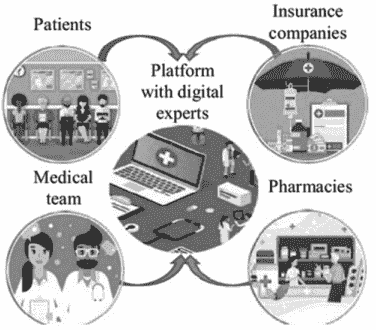 Patients
Insurance
companies
Platform
with digital
experts
Medical
team
Pharmacies